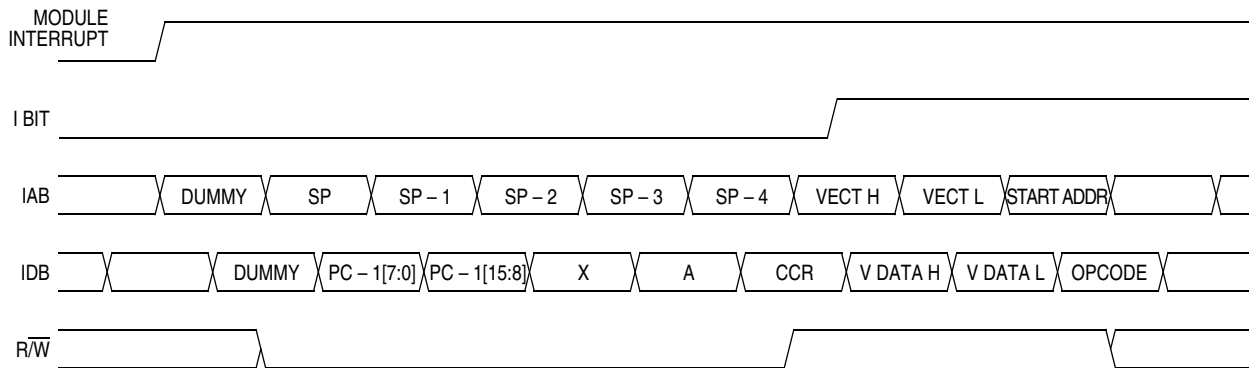 MODULE
INTERRUPT
I BIT
IAB DUMMY SP SP – 1 SP – 2 SP – 3 SP – 4 VECT H VECT L START ADDR
IDB DUMMY PC – 1[7:0] PC – 1[15:8] X A CCR V DATA H V DATA L OPCODE
R/W̅